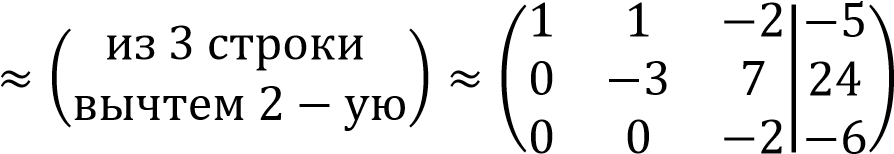 ≈ (из 3 строки вычтем 2 − ую) ≈ (1 1 −2 | −5
0 −3 7 | 24
0 0 −2 | −6)